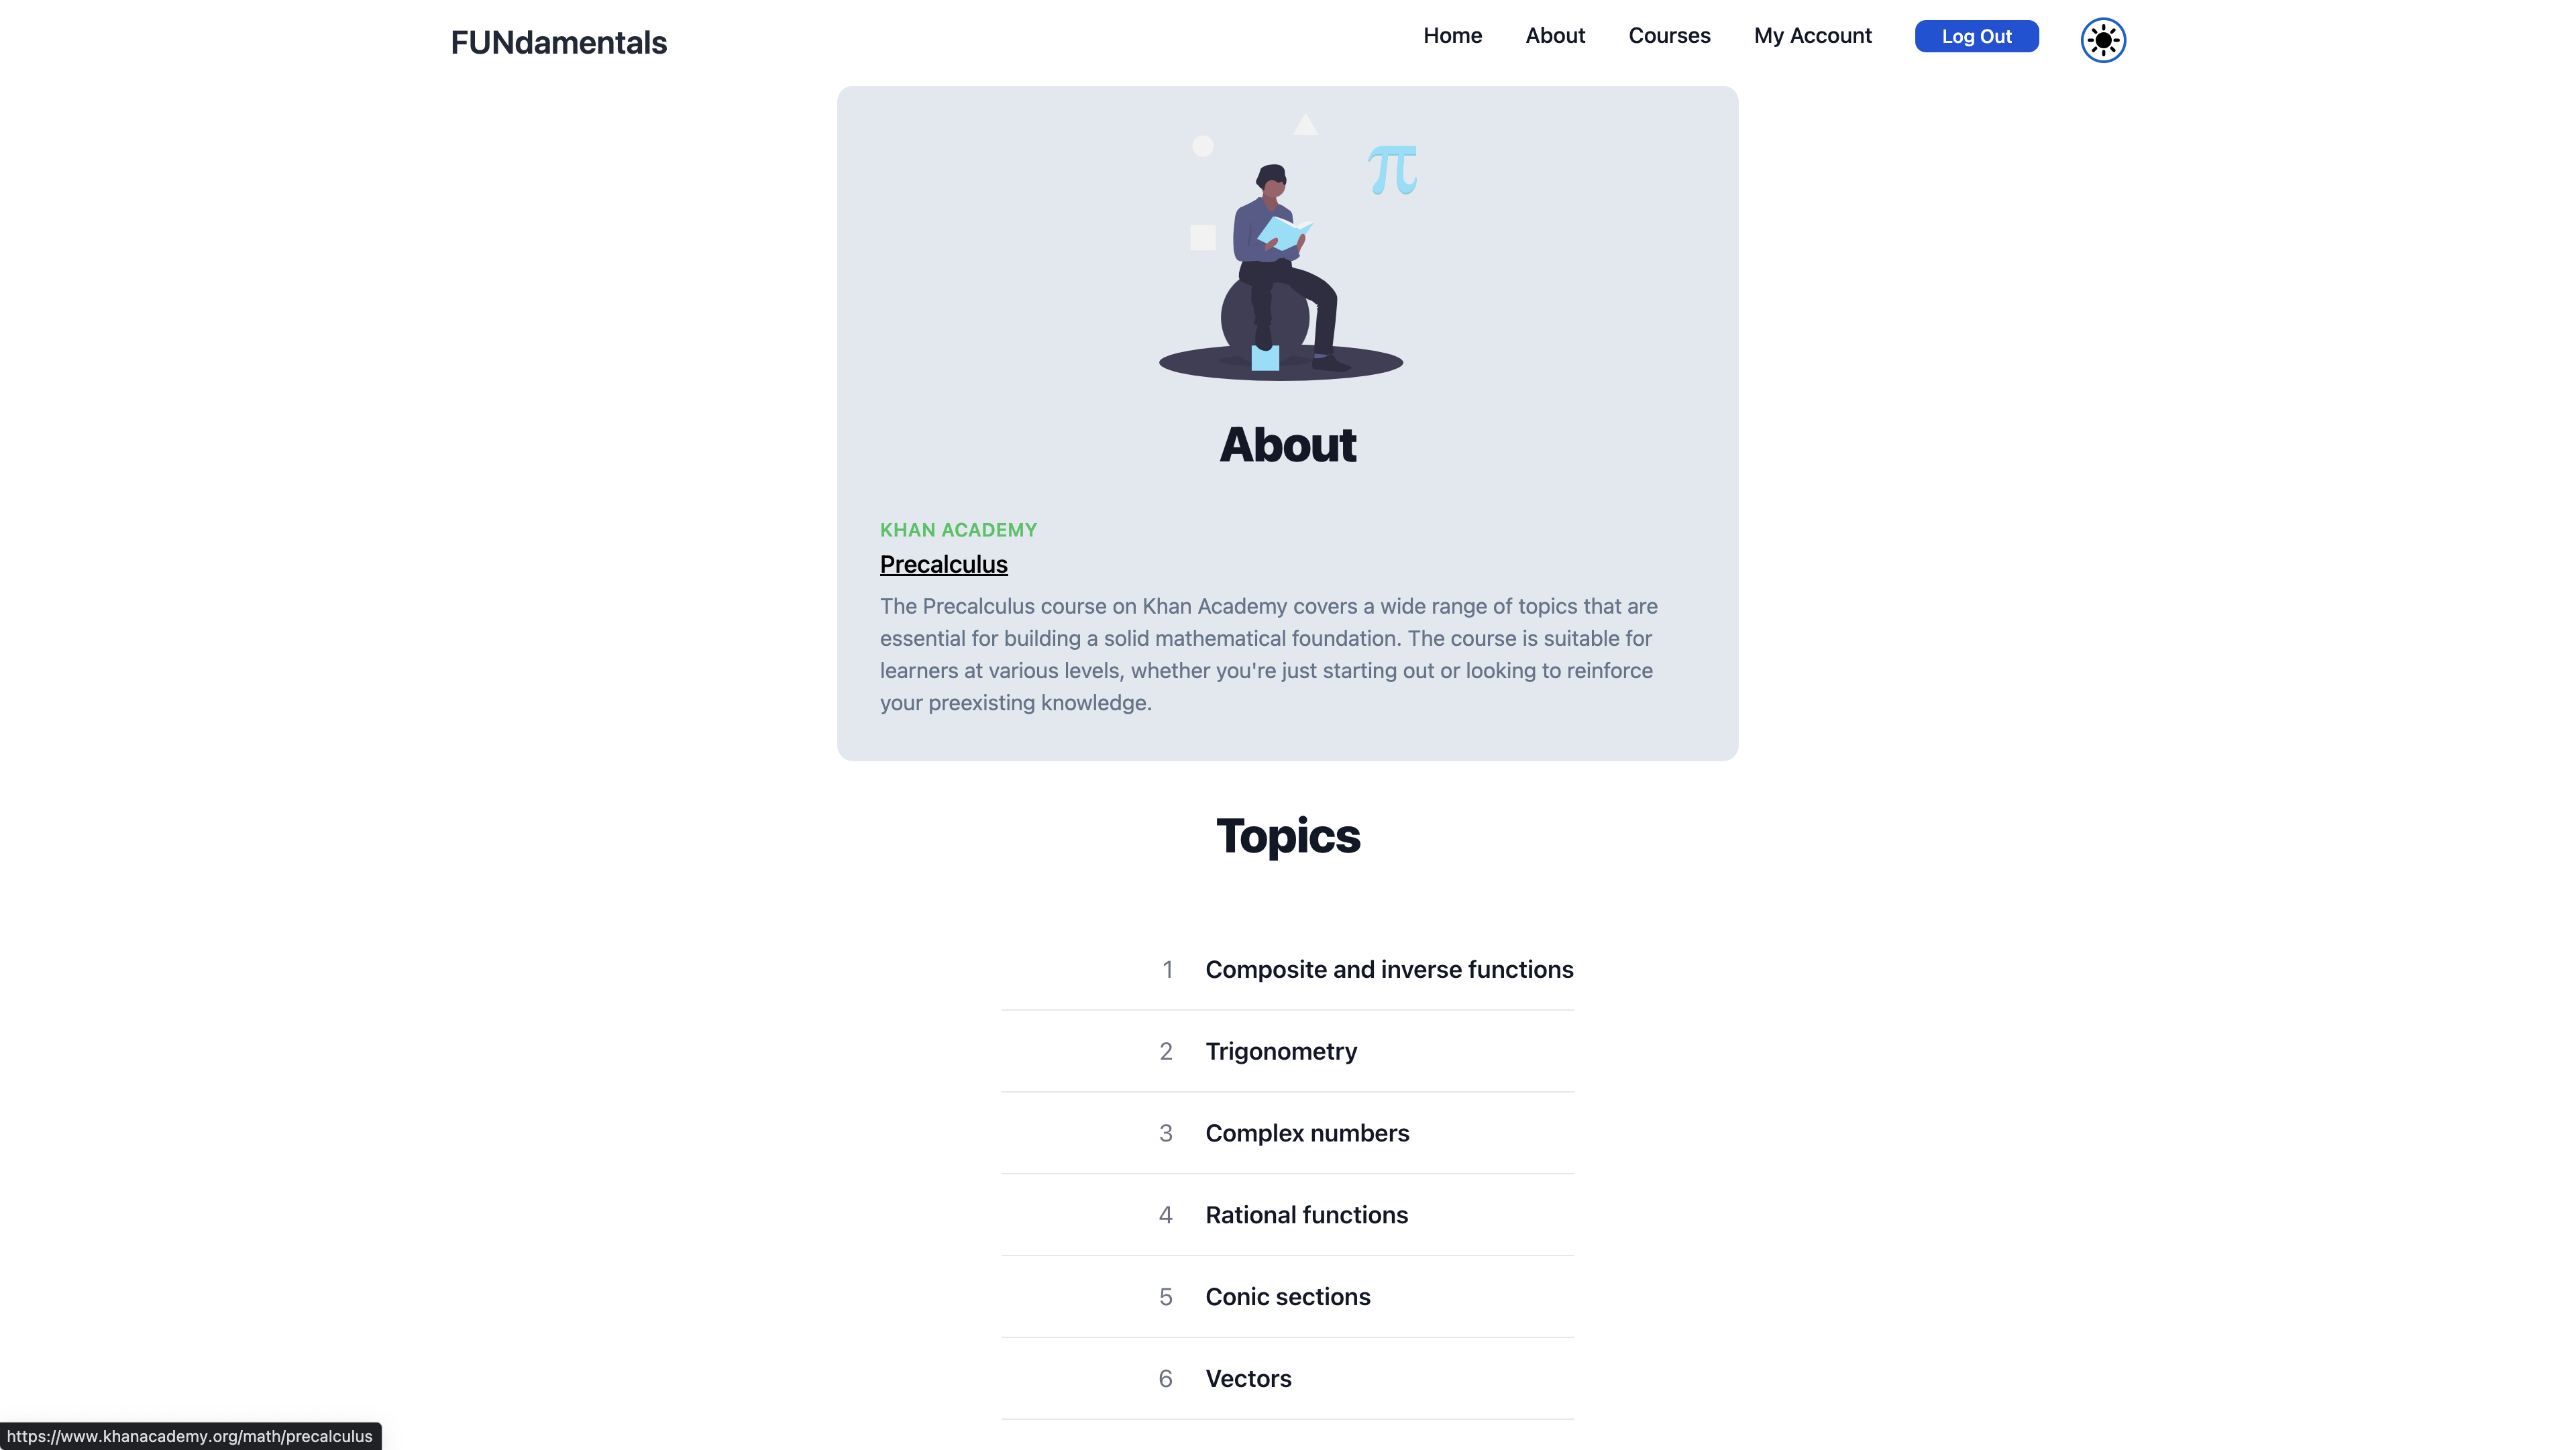 FUNdamentals
Home
About
Courses
My Account
Log Out
π
About
KHAN ACADEMY
Precalculus
The Precalculus course on Khan Academy covers a wide range of topics that are
essential for building a solid mathematical foundation. The course is suitable for
learners at various levels, whether you're just starting out or looking to reinforce
your preexisting knowledge.
Topics
1 Composite and inverse functions
2 Trigonometry
3 Complex numbers
4 Rational functions
5 Conic sections
6 Vectors
https://www.khanacademy.org/math/precalculus